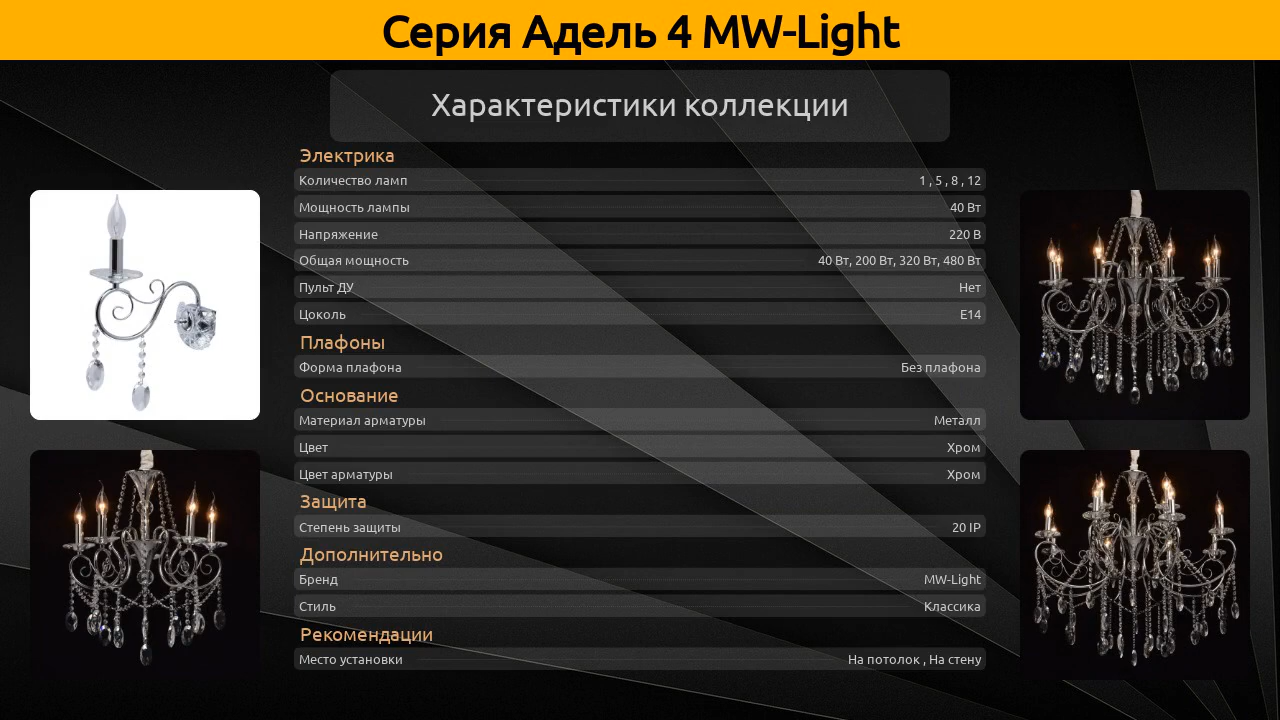 Серия Адель 4 MW-Light
Характеристики коллекции
Электрика
Количество ламп 1 , 5 , 8 , 12
Мощность лампы 40 Вт
Напряжение 220 В
Общая мощность 40 Вт, 200 Вт, 320 Вт, 480 Вт
Пульт ДУ Нет
Цоколь E14
Плафоны
Форма плафона Без плафона
Основание
Материал арматуры Металл
Цвет Хром
Цвет арматуры Хром
Защита
Степень защиты 20 IP
Дополнительно
Бренд MW-Light
Стиль Классика
Рекомендации
Место установки На потолок , На стену